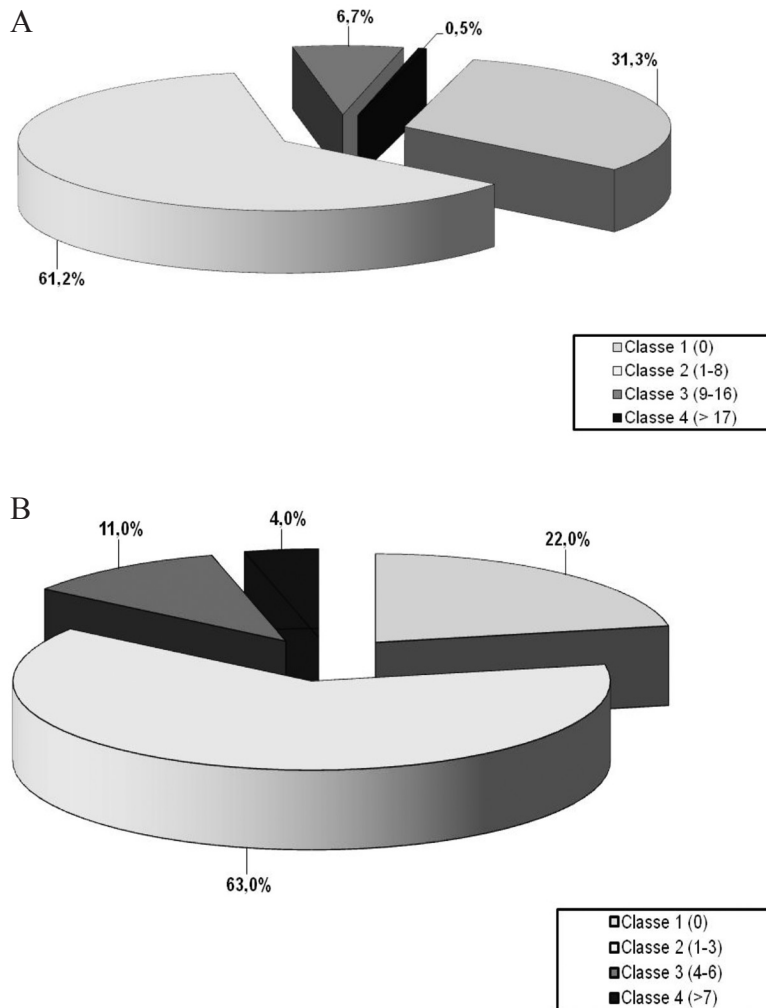 A
6,7%
0,5%
31,3%
61,2%
Classe 1 (0)
Classe 2 (1-8)
Classe 3 (9-16)
Classe 4 (> 17)
B
11,0%
4,0%
22,0%
63,0%
Classe 1 (0)
Classe 2 (1-3)
Classe 3 (4-6)
Classe 4 (>7)